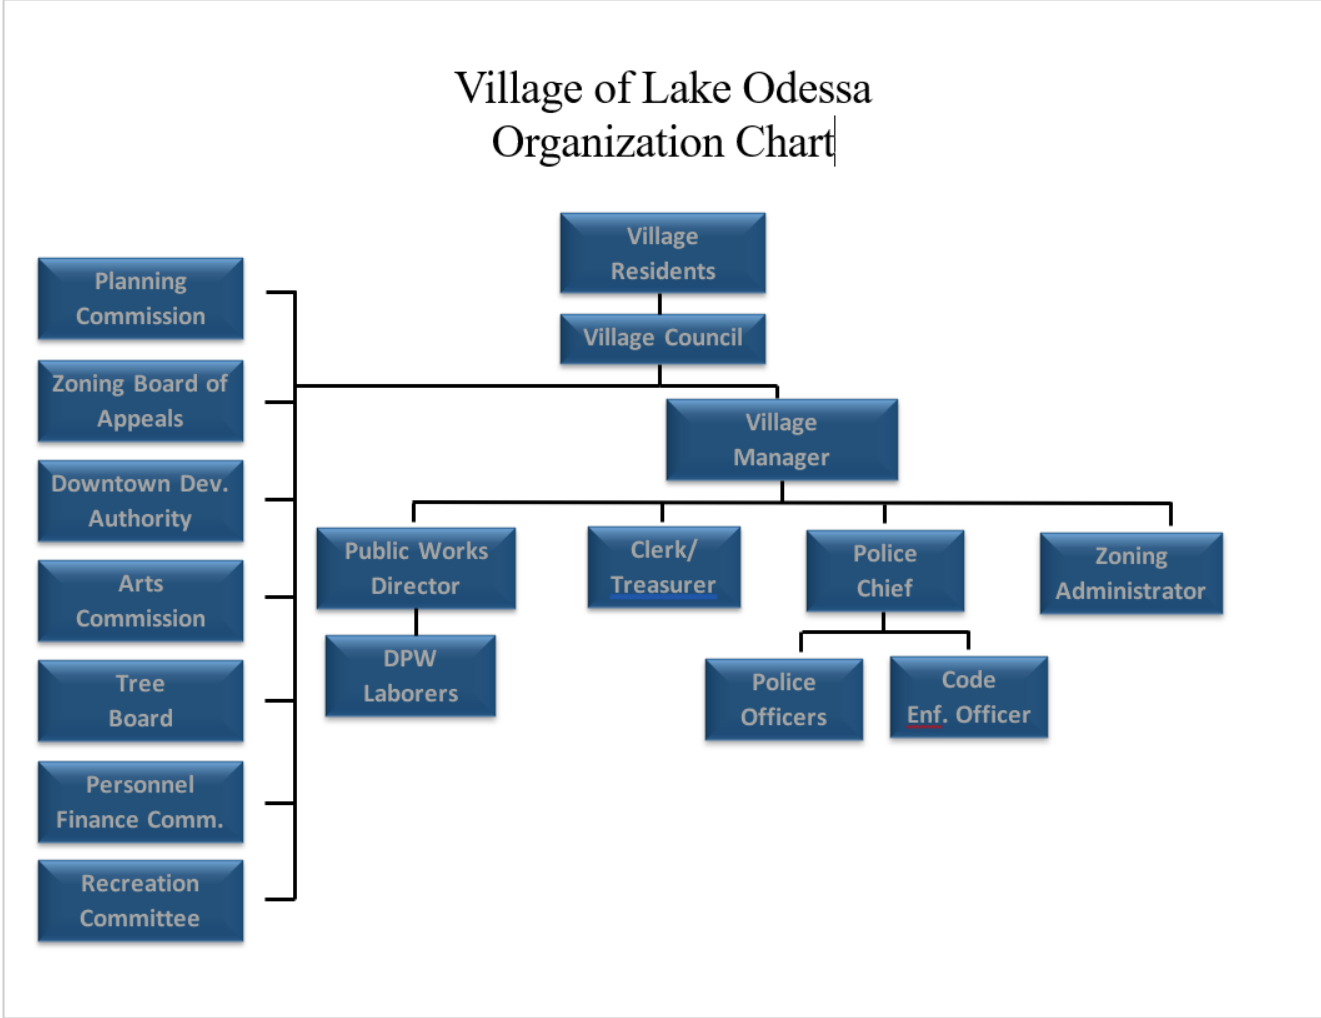 Village of Lake Odessa
Organization Chart
Village
Residents
Village Council
Village
Manager
Planning
Commission
Zoning Board of
Appeals
Downtown Dev.
Authority
Arts
Commission
Tree
Board
Personnel
Finance Comm.
Recreation
Committee
Public Works
Director
Clerk/
Treasurer
Police
Chief
Zoning
Administrator
DPW
Laborers
Police
Officers
Code
Enf. Officer